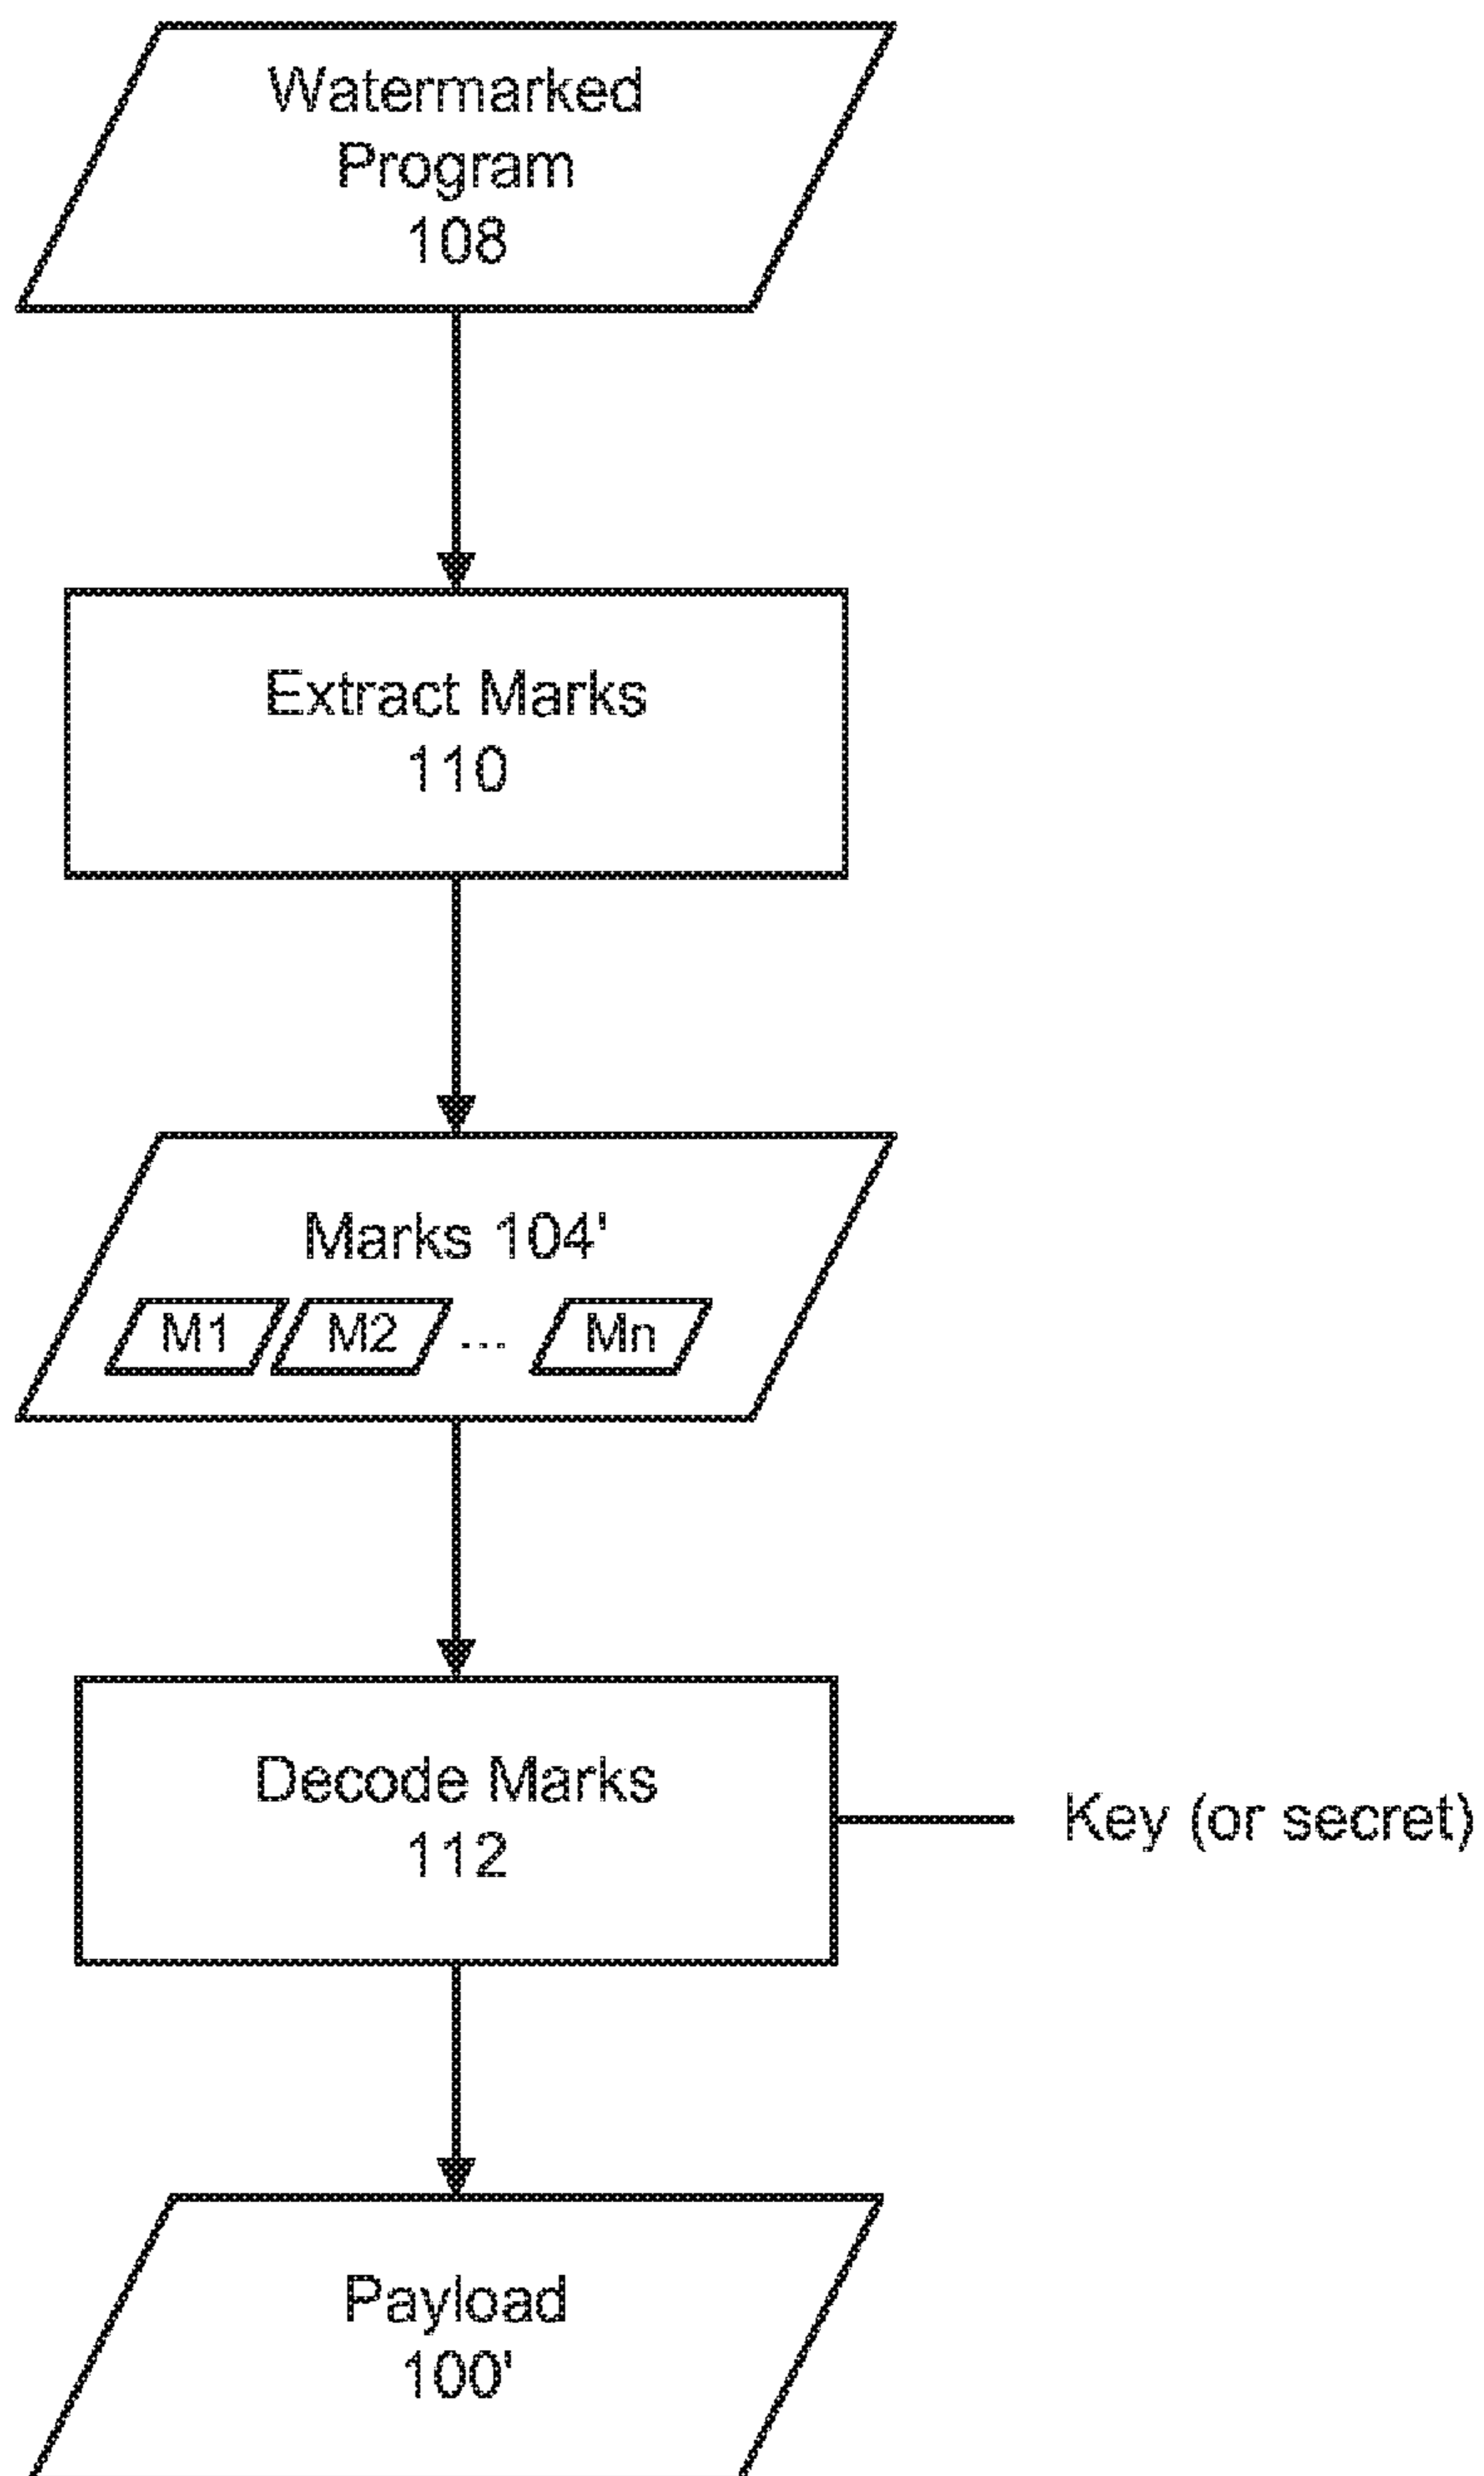 Watermarked
Program
108
Extract Marks
110
Marks 104'
M1 M2 ... Mn
Decode Marks
112
Key (or secret)
Payload
100'